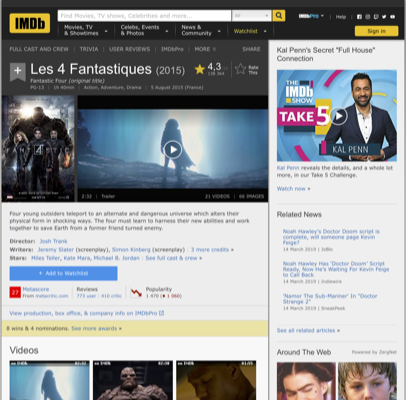 IMDb
Find Movies, TV shows, Celebrities and more...
All
IMDbPro
Help
Movies, TV
& Showtimes
Celebs, Events
& Photos
News &
Community
Watchlist
Sign in
FULL CAST AND CREW | TRIVIA | USER REVIEWS | IMDbPro | MORE
SHARE
Les 4 Fantastiques (2015)
4,3
Rate
This
Fantastic Four (original title)
PG-13 | 1h 40min | Action, Adventure, Drama | 5 August 2015 (France)
2:32 | Trailer
21 VIDEOS | 66 IMAGES
Four young outsiders teleport to an alternate and dangerous universe which alters their
physical form in shocking ways. The four must learn to harness their new abilities and work
together to save Earth from a former friend turned enemy.
Director: Josh Trank
Writers: Jeremy Slater (screenplay), Simon Kinberg (screenplay) | 3 more credits »
Stars: Miles Teller, Kate Mara, Michael B. Jordan | See full cast & crew »
+ Add to Watchlist
27
Metascore
From metacritic.com
Reviews
773 user | 410 critic
Popularity
View production, box office, & company info on IMDbPro
8 wins & 4 nominations. See more awards »
Videos
Kal Penn's Secret "Full House"
Connection
THE
IMDb
SHOW
TAKE 5
KAL PENN
Kal Penn reveals the details, and a whole lot
more, in our Take 5 Challenge.
Watch now »
Related News
Noah Hawley's Doctor Doom script is
complete, will someone page Kevin
Feige?
14 March 2019 | JoBlo
Noah Hawley Has 'Doctor Doom' Script
Ready, Now He's Waiting For Kevin Feige
to Call Back
14 March 2019 | Indiewire
'Namor The Sub-Mariner' In "Doctor
Strange 2"
14 March 2019
See all related articles »
Around The Web
Powered by ZergNet